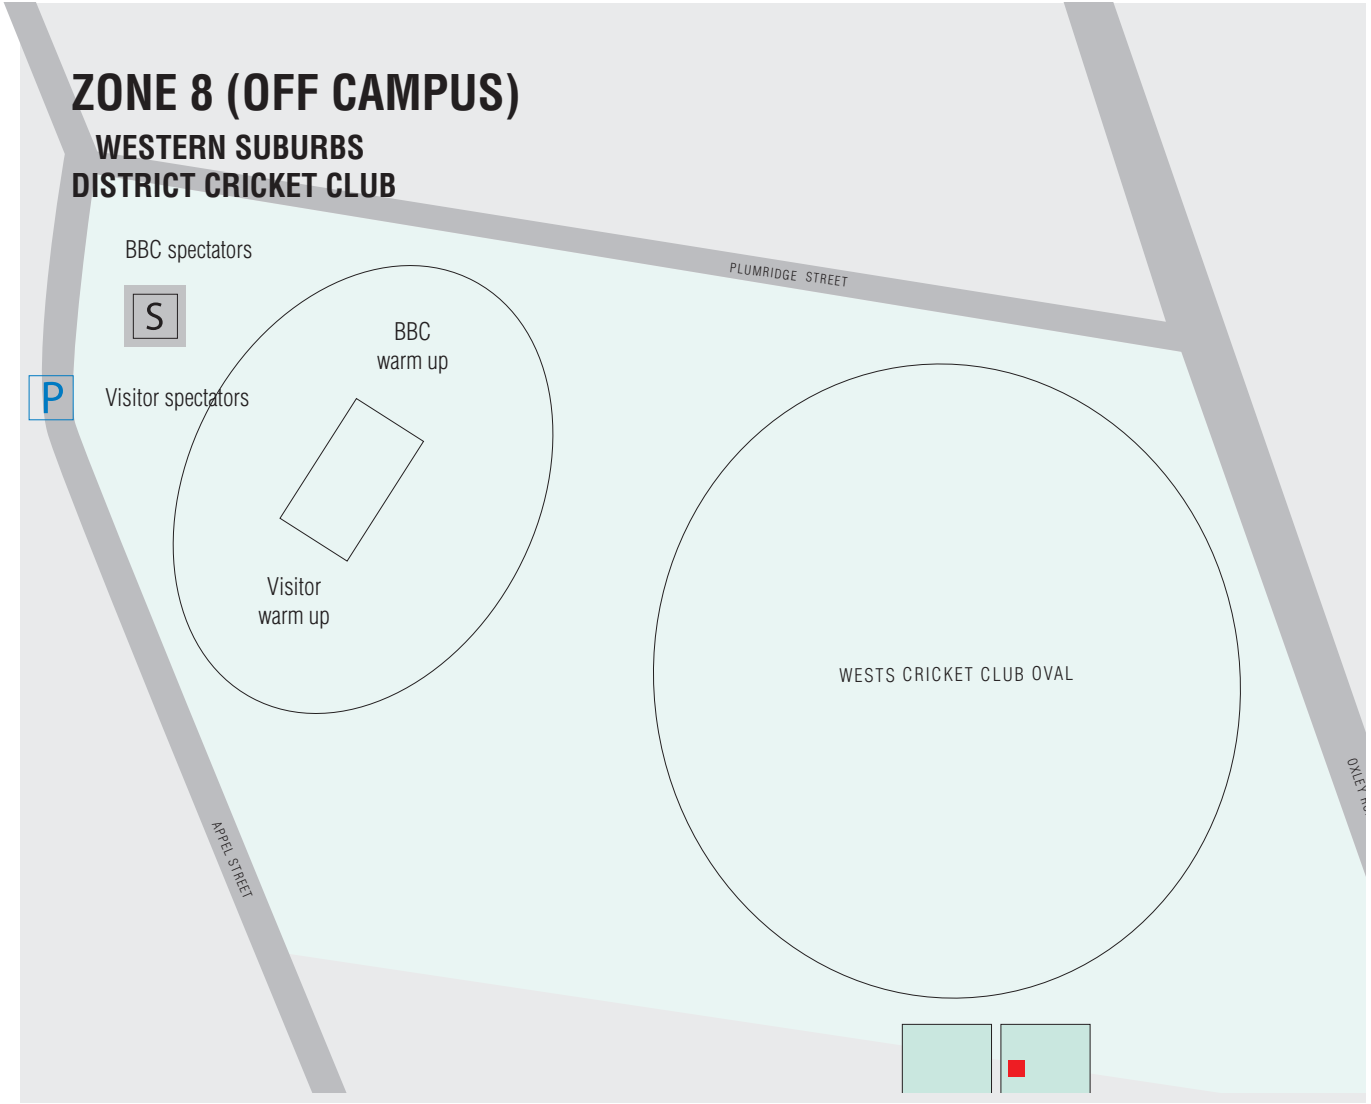 ZONE 8 (OFF CAMPUS)
WESTERN SUBURBS
DISTRICT CRICKET CLUB
BBC spectators
S
P
Visitor spectators
BBC
warm up
Visitor
warm up
PLUMRIDGE STREET
WESTS CRICKET CLUB OVAL
APPEL STREET
OXLEY